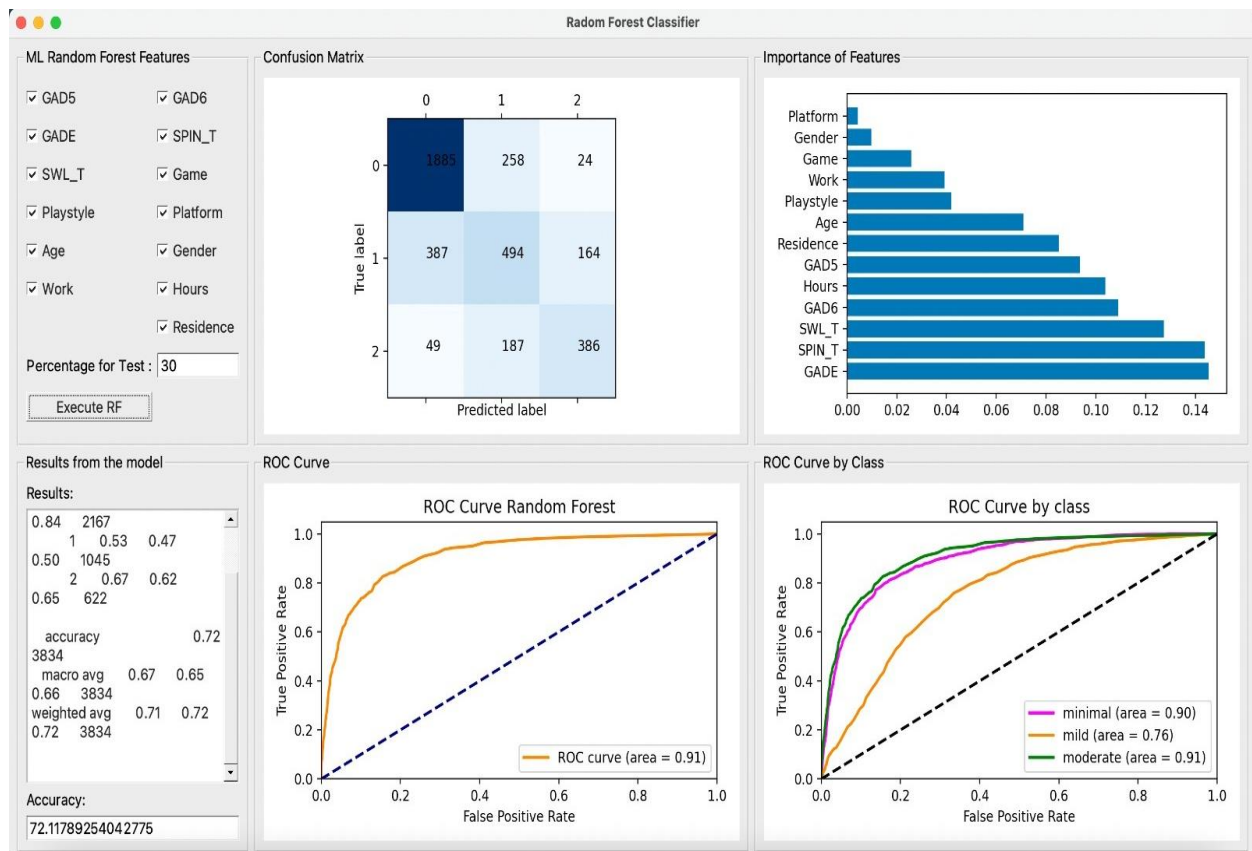 Radom Forest Classifier
ML Random Forest Features
GAD5 GAD6
GADE SPIN_T
SWL_T Game
Playstyle Platform
Age Gender
Work Hours
Residence
Percentage for Test : 30
Execute RF
Confusion Matrix
0 1 2
0 1885 258 24
1 387 494 164
2 49 187 386
True label
Predicted label
Importance of Features
Platform
Gender
Game
Work
Playstyle
Age
Residence
GAD5
Hours
GAD6
SWL_T
SPIN_T
GADE
0.00 0.02 0.04 0.06 0.08 0.10 0.12 0.14
Results from the model
Results:
0.84 2167
1 0.53 0.47
0.50 1045
2 0.67 0.62
0.65 622
accuracy 0.72
3834
macro avg 0.67 0.65
0.66 3834
weighted avg 0.71 0.72
0.72 3834
Accuracy:
72.11789254042775
ROC Curve
ROC Curve Random Forest
True Positive Rate
1.0
0.8
0.6
0.4
0.2
0.0
ROC curve (area = 0.91)
0.0 0.2 0.4 0.6 0.8 1.0
False Positive Rate
ROC Curve by Class
ROC Curve by class
True Positive Rate
1.0
0.8
0.6
0.4
0.2
0.0
minimal (area = 0.90)
mild (area = 0.76)
moderate (area = 0.91)
0.0 0.2 0.4 0.6 0.8 1.0
False Positive Rate